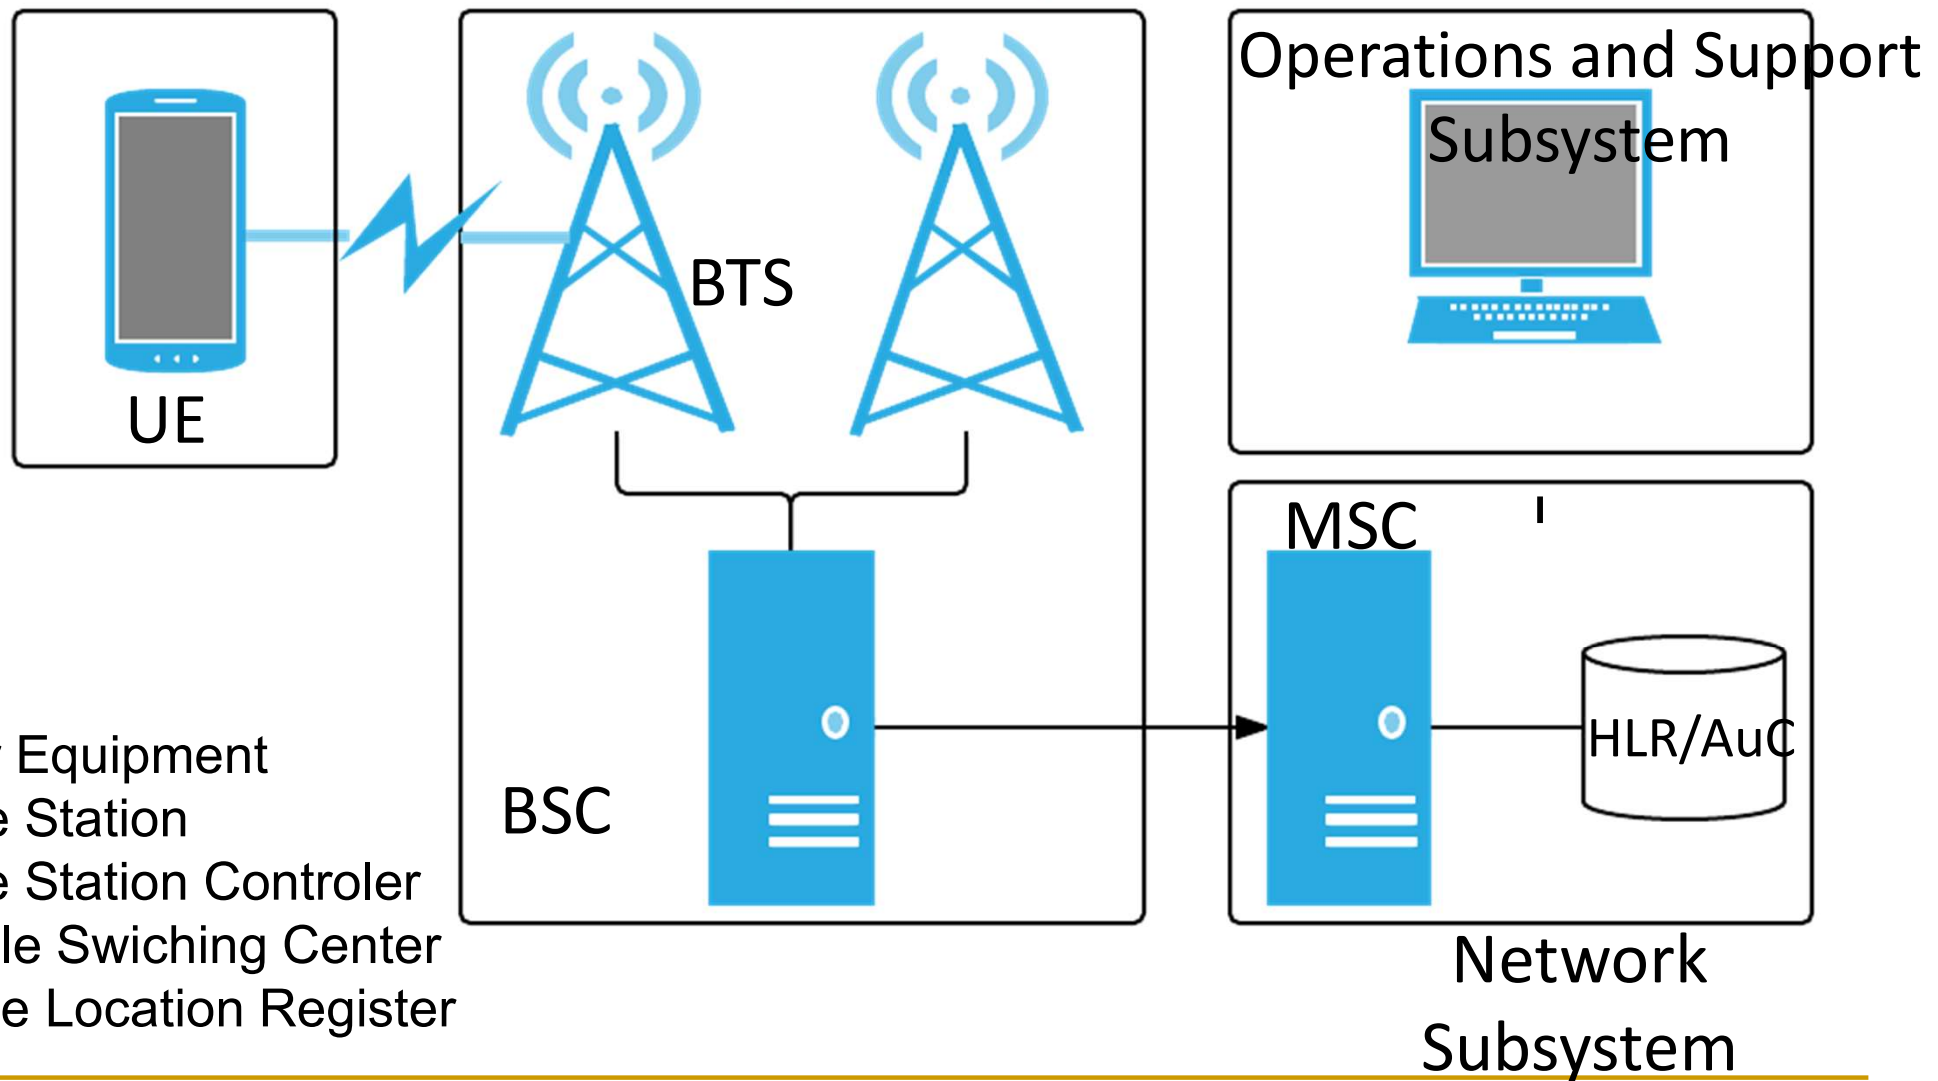 Operations and Support
Subsystem
BTS
UE
MSC
HLR/AuC
BSC
Equipment
Station
Station Controler
Swiching Center
Location Register
Network
Subsystem